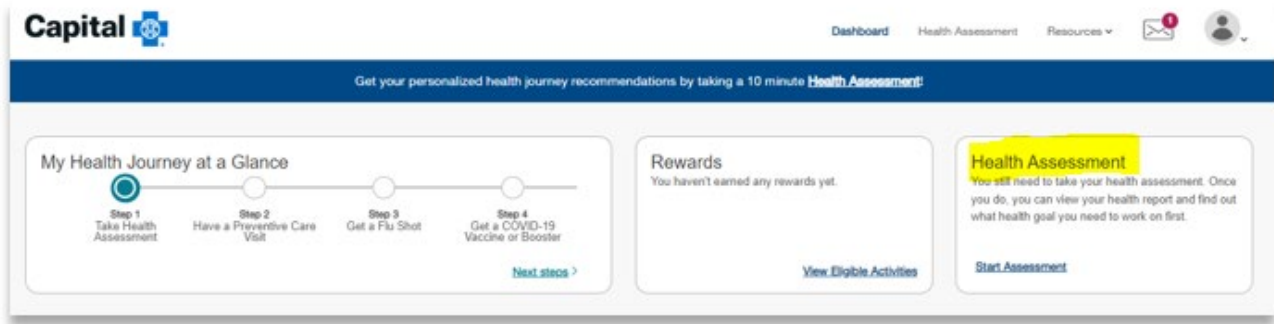 Capital
Dashboard Health Assessment Resources
1
Get your personalized health journey recommendations by taking a 10 minute Health Assessment!
My Health Journey at a Glance
Step 1
Take Health
Assessment
Step 2
Have a Preventive Care
Visit
Step 3
Get a Flu Shot
Step 4
Get a COVID-19
Vaccine or Booster
Next steps >
Rewards
You haven't earned any rewards yet.
View Eligible Activities
Health Assessment
You still need to take your health assessment. Once
you do, you can view your health report and find out
what health goal you need to work on first.
Start Assessment